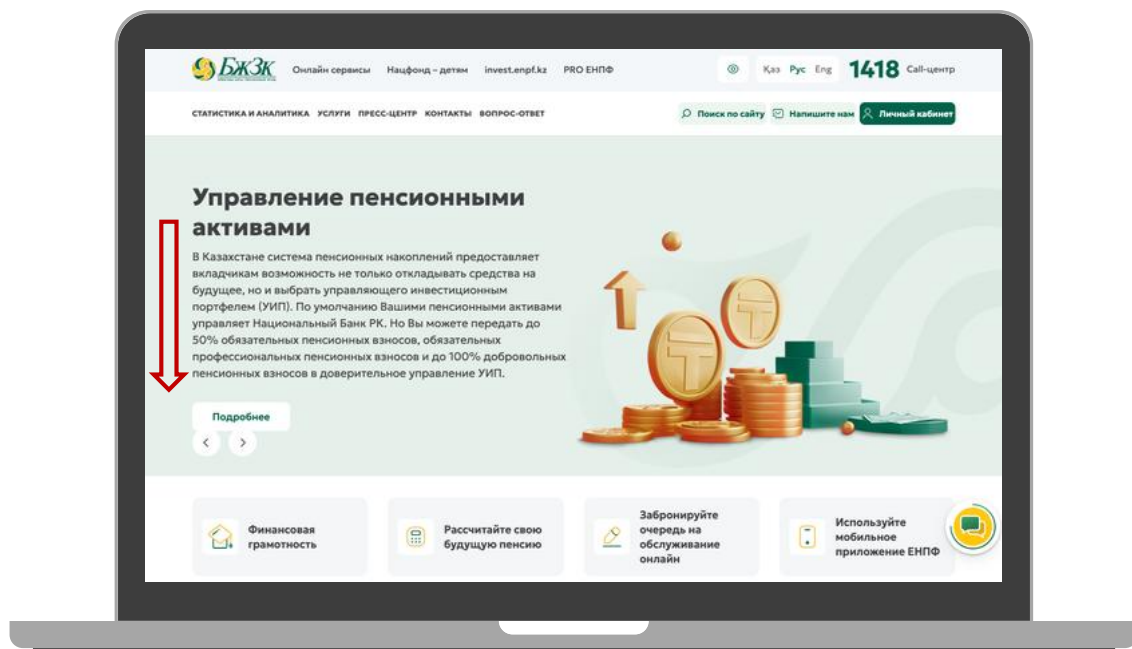 БЖЗК
Онлайн сервисы Нацфонд – детям invest.enpf.kz PRO ЕНПФ
Қаз Рус Eng 1418 Call-центр
СТАТИСТИКА И АНАЛИТИКА УСЛУГИ ПРЕСС-ЦЕНТР КОНТАКТЫ ВОПРОС-ОТВЕТ
Поиск по сайту Напишите нам Личный кабинет
Управление пенсионными
активами
В Казахстане система пенсионных накоплений предоставляет
вкладчикам возможность не только откладывать средства на
будущее, но и выбрать управляющего инвестиционным
портфелем (УИП). По умолчанию Вашими пенсионными активами
управляет Национальный Банк РК. Но Вы можете передать до
50% обязательных пенсионных взносов, обязательных
профессиональных пенсионных взносов и до 100% добровольных
пенсионных взносов в доверительное управление УИП.
Подробнее
Финансовая
грамотность
Рассчитайте свою
будущую пенсию
Забронируйте
очередь на
обслуживание
онлайн
Используйте
мобильное
приложение ЕНПФ